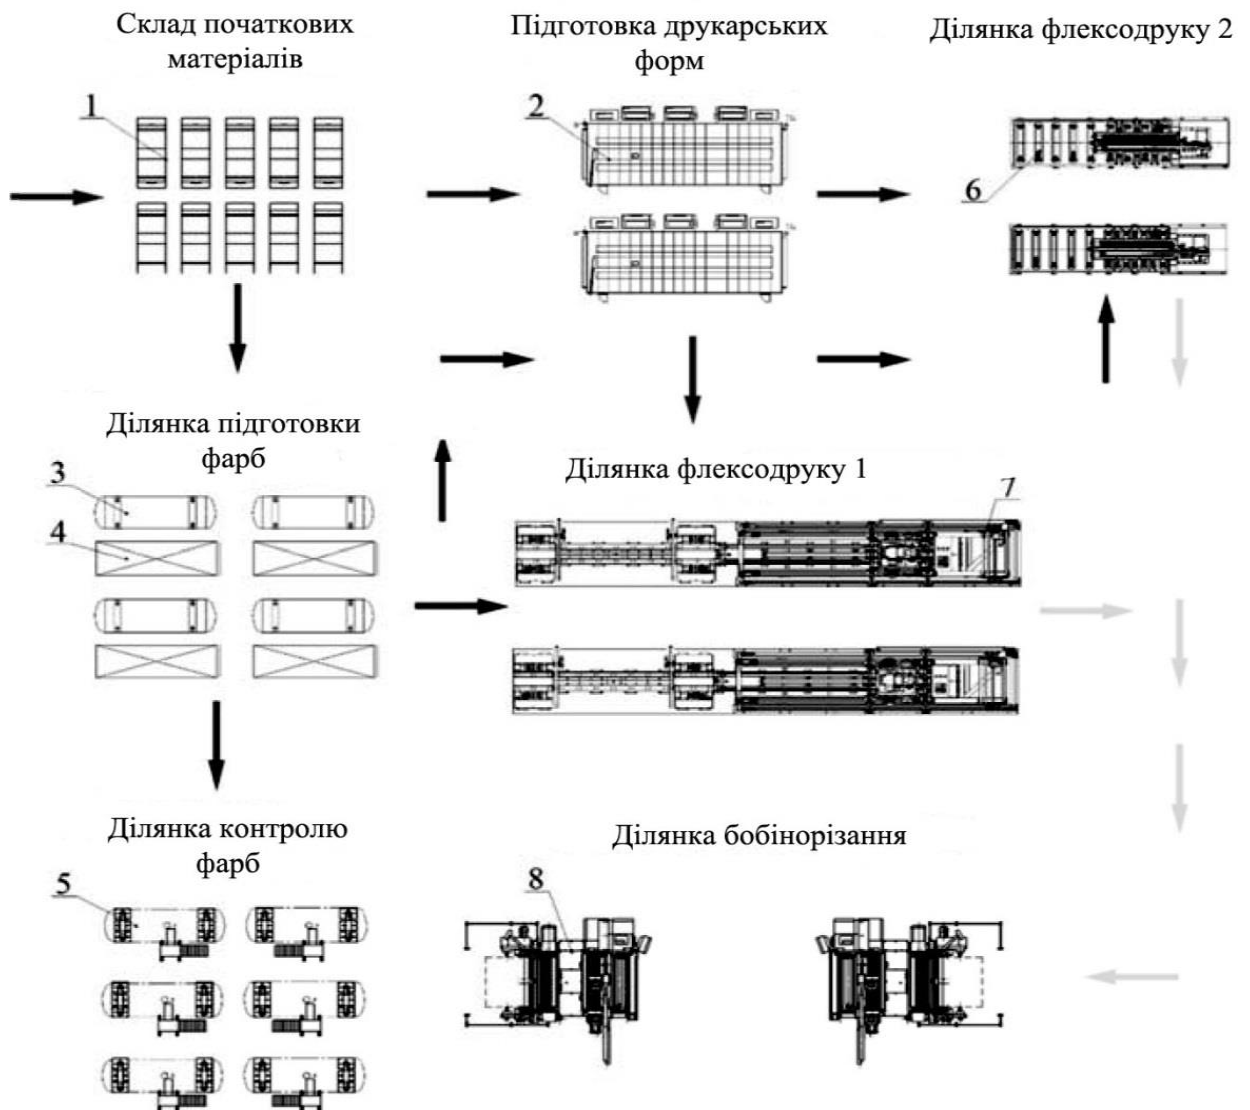 Склад початкових
матеріалів
1
Підготовка друкарських
форм
2
Ділянка флексодруку 2
6
Ділянка підготовки
фарб
3
4
Ділянка флексодруку 1
7
Ділянка контролю
фарб
5
Ділянка бобінорізання
8